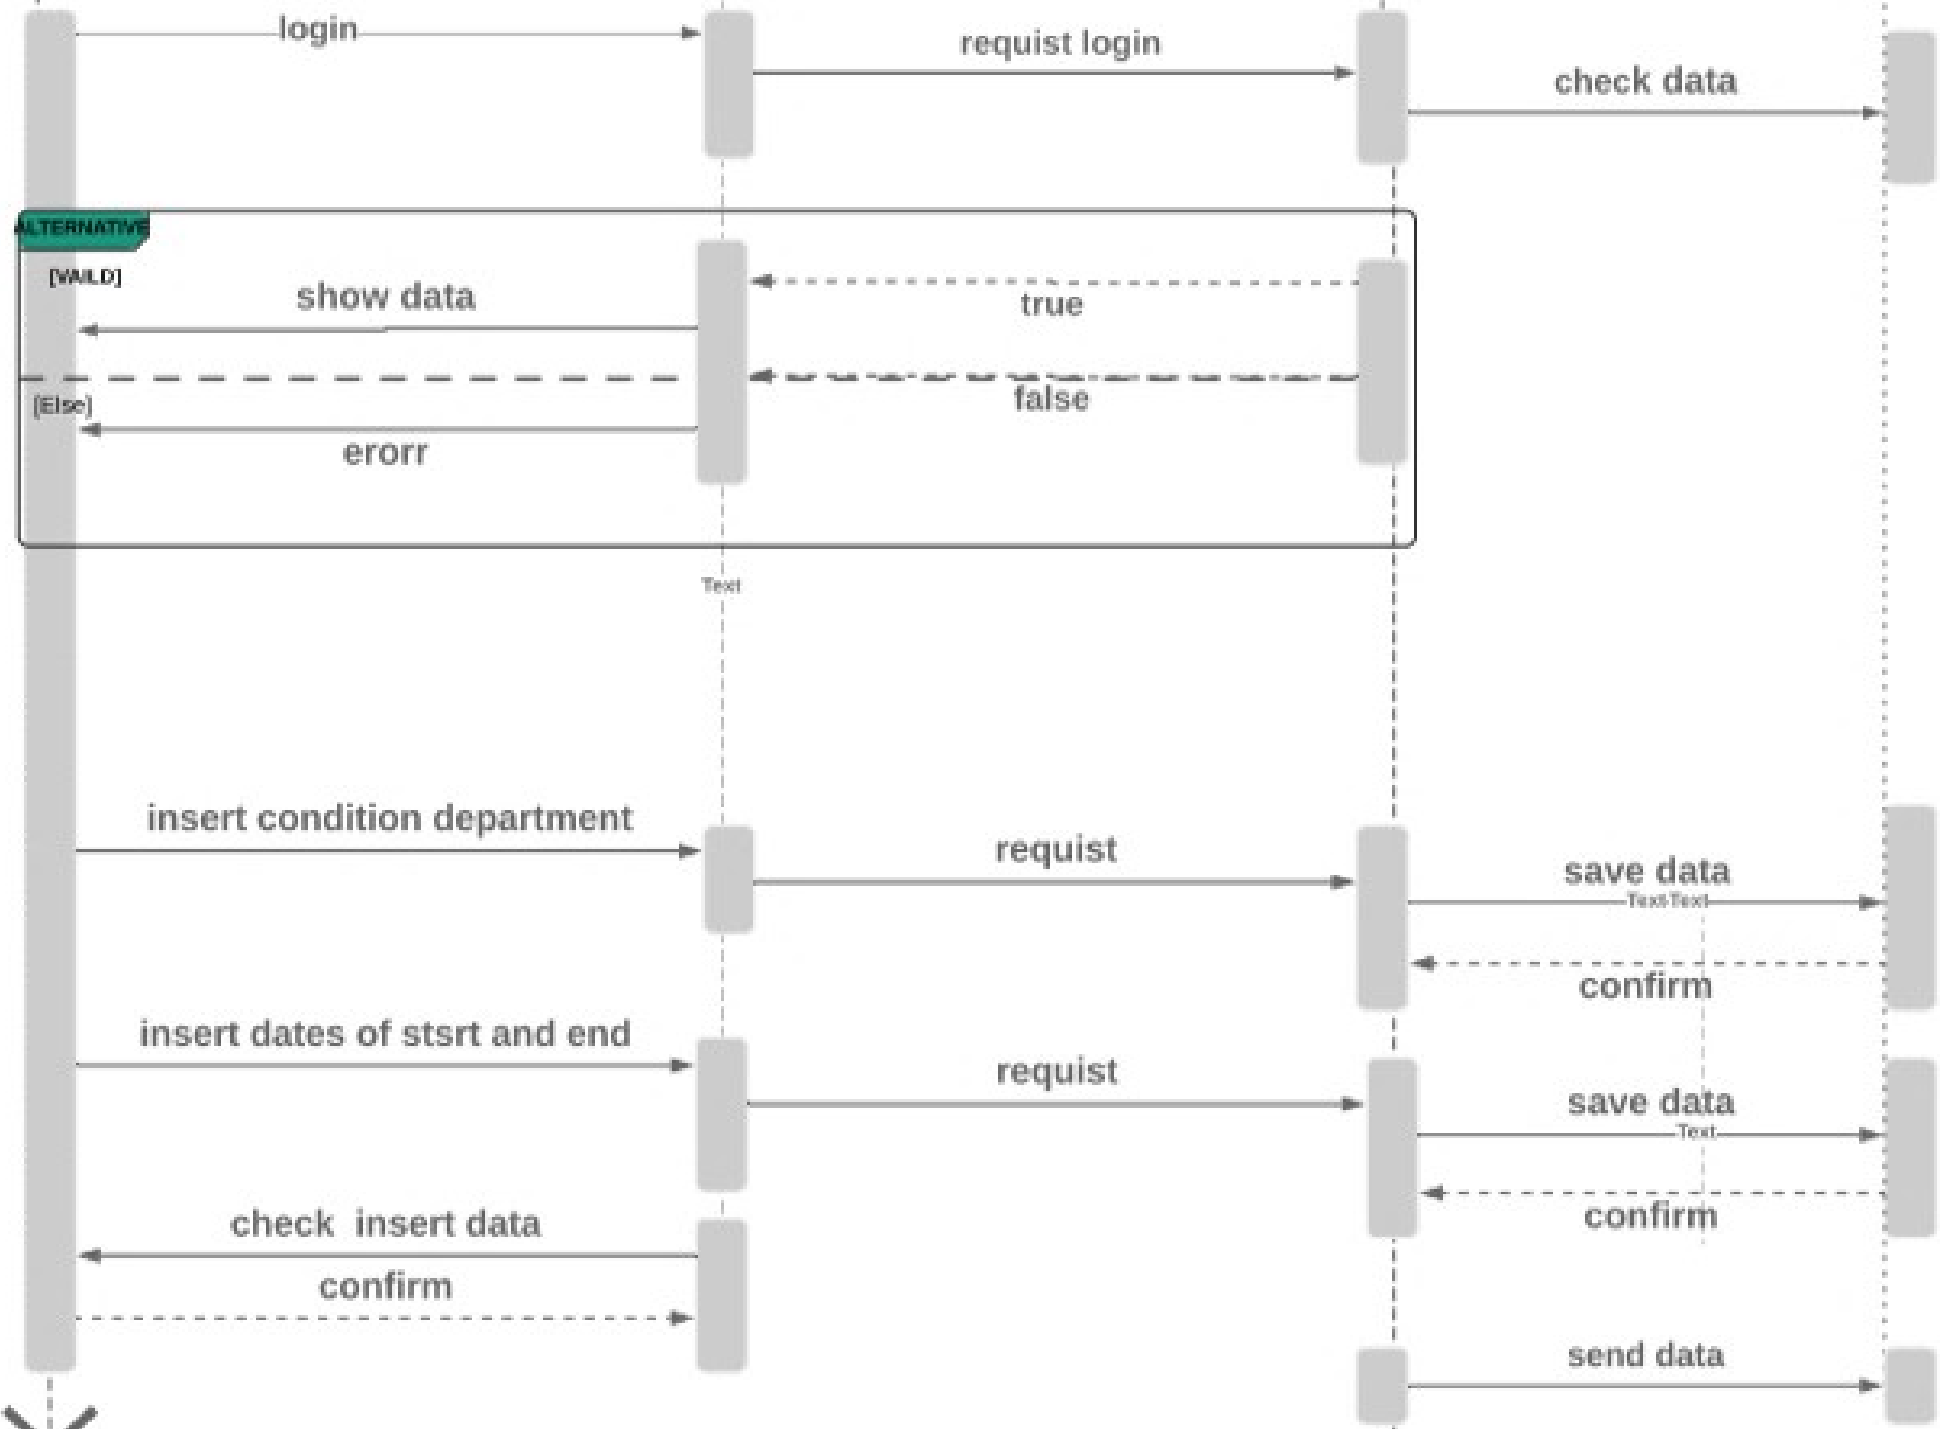 login
requist login
check data
ALTERNATIVE
[VAILD]
show data
true
false
[Else]
erorr
Text
insert condition department
requist
save data
Text Text
confirm
insert dates of stsrt and end
requist
save data
Text
confirm
check  insert data
confirm
send data